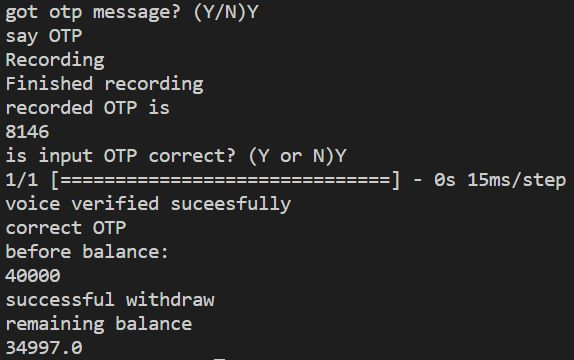 got otp message? (Y/N)Y
say OTP
Recording
Finished recording
recorded OTP is
8146
is input OTP correct? (Y or N)Y
1/1 [==============================] - 0s 15ms/step
voice verified suceesfully
correct OTP
before balance:
40000
successful withdraw
remaining balance
34997.0